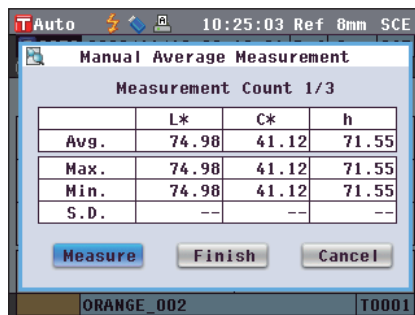 T Auto 10:25:03 Ref 8mm SCE
Manual Average Measurement
Measurement Count 1/3
L* C* h
Avg. 74.98 41.12 71.55
Max. 74.98 41.12 71.55
Min. 74.98 41.12 71.55
S.D. -- -- --
Measure Finish Cancel
ORANGE_002 T0001